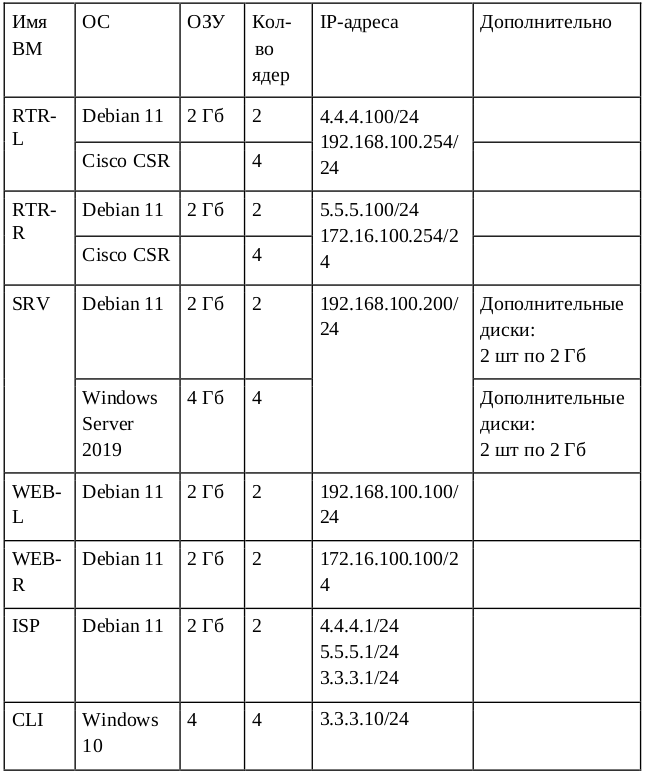 Имя ВМ
ОС
ОЗУ
Кол-
во
ядер
IP-адреса
Дополнительно
RTR-
L
Debian 11
2 Гб
2
4.4.4.100/24
192.168.100.254/
24
Cisco CSR
4
RTR-
R
Debian 11
2 Гб
2
5.5.5.100/24
172.16.100.254/2
4
Cisco CSR
4
SRV
Debian 11
2 Гб
2
192.168.100.200/
24
Дополнительные
диски:
2 шт по 2 Гб
Windows
Server
2019
4 Гб
4
Дополнительные
диски:
2 шт по 2 Гб
WEB-
L
Debian 11
2 Гб
2
192.168.100.100/
24
WEB-
R
Debian 11
2 Гб
2
172.16.100.100/2
4
ISP
Debian 11
2 Гб
2
4.4.4.1/24
5.5.5.1/24
3.3.3.1/24
CLI
Windows
10
4
4
3.3.3.10/24